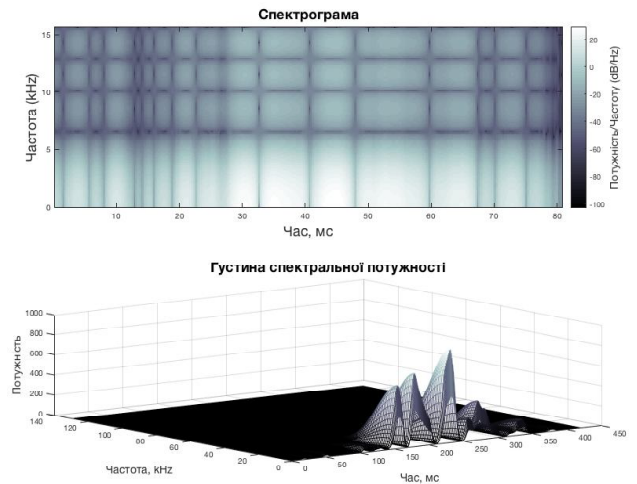 Спектрограма
15
10
5
0
Частота (kHz)
10 20 30 40 50 60 70 80
Час, мс
20
0
-20
-40
-60
-80
-100
Потужність/Частоту (dB/Hz)
Густина спектральної потужності
1000
800
600
400
200
0
Потужнсть
140 120 100 80 60 40 20 0
Частота, kHz
0 50 100 150 200 250 300 350 400 450
Час, мс